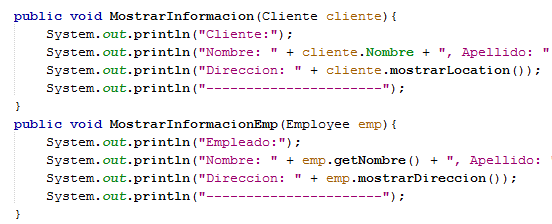 public void MostrarInformacion(Cliente cliente){
    System.out.println("Cliente:");
    System.out.println("Nombre: " + cliente.Nombre + ", Apellido: "
    System.out.println("Direccion: " + cliente.mostrarLocation());
    System.out.println("----------------------");
}
public void MostrarInformacionEmp(Employee emp){
    System.out.println("Empleado:");
    System.out.println("Nombre: " + emp.getNombre() + ", Apellido: "
    System.out.println("Direccion: " + emp.mostrarDireccion());
    System.out.println("----------------------");
}